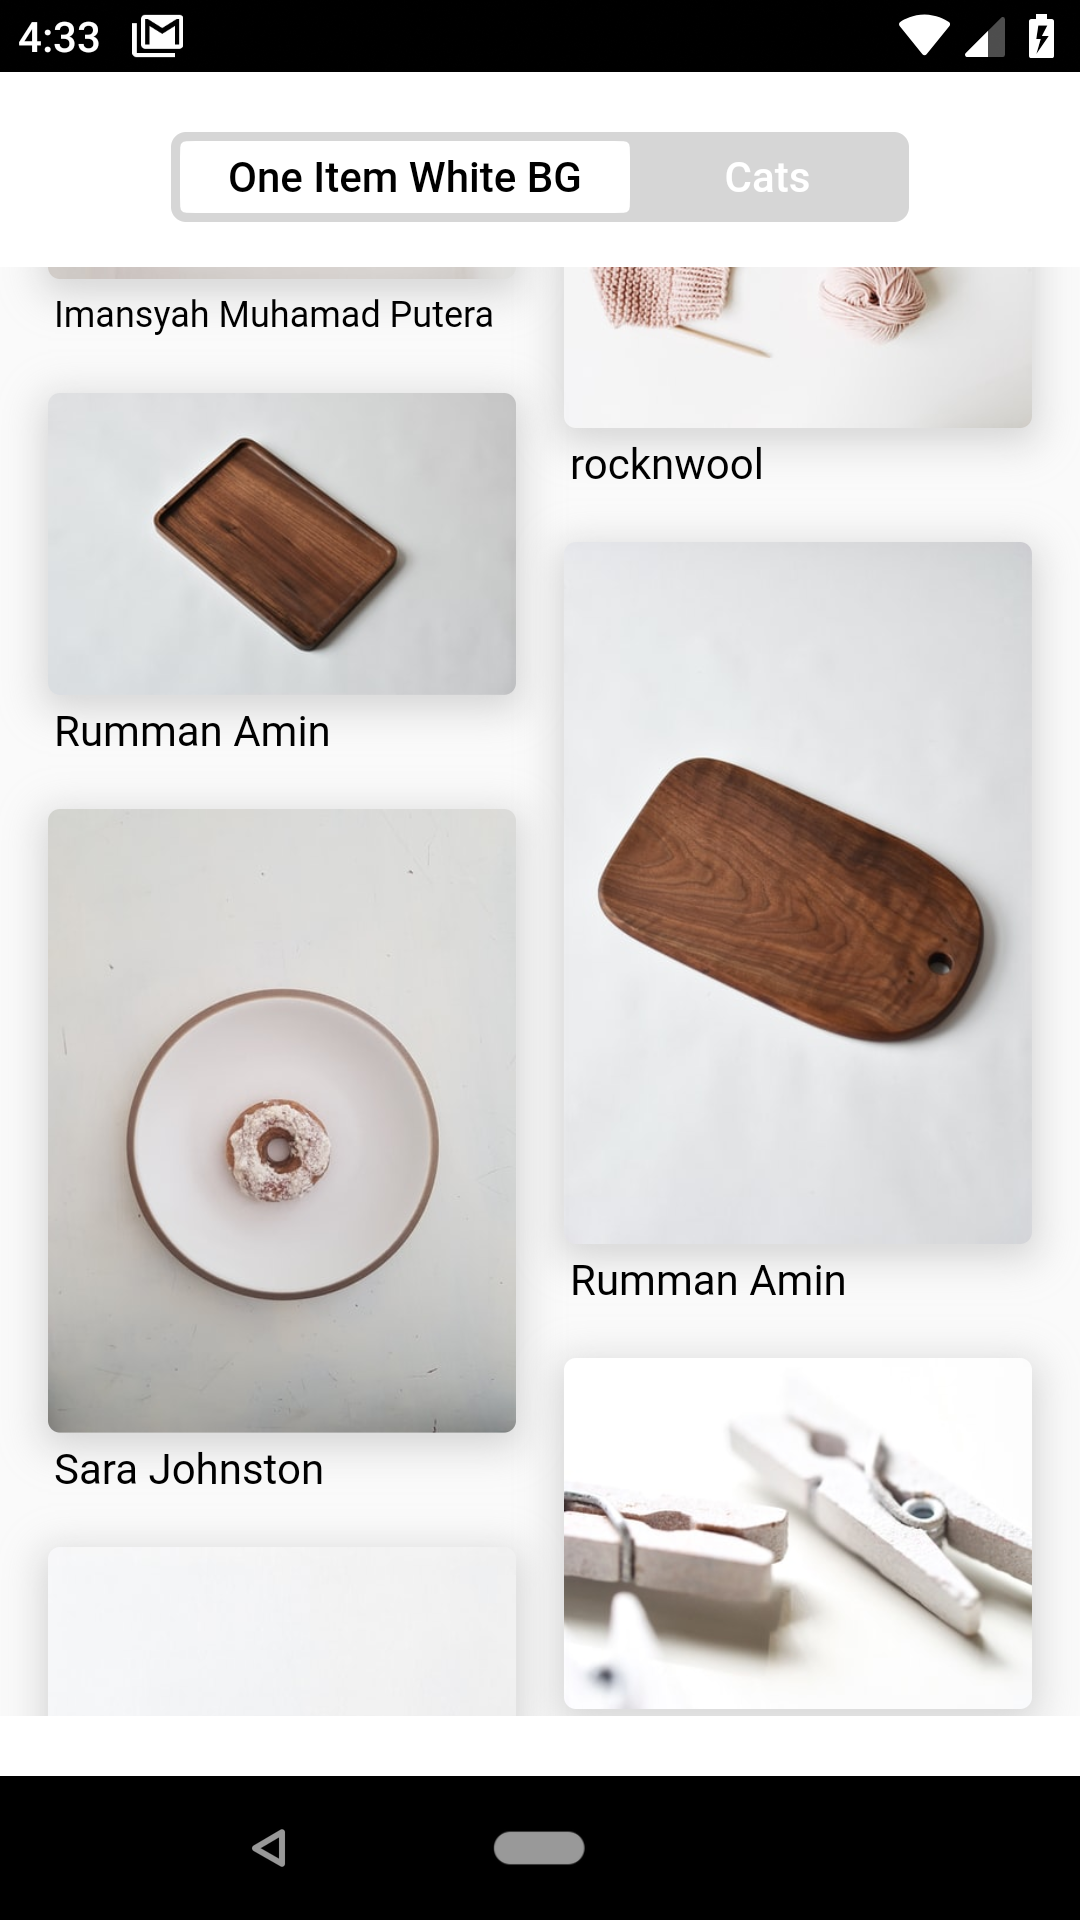 4:33
One Item White BG
Cats
Imansyah Muhamad Putera
rocknwool
Rumman Amin
Rumman Amin
Sara Johnston